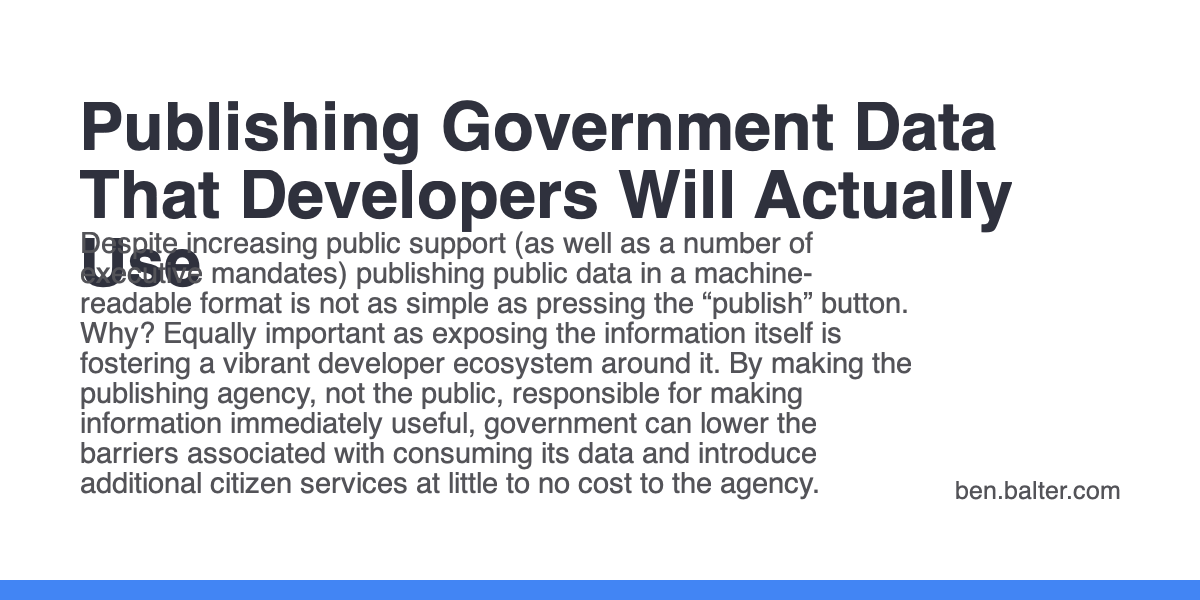 Publishing Government Data
That Developers Will Actually
Use
Despite increasing public support (as well as a number of
executive mandates) publishing public data in a machine-
readable format is not as simple as pressing the “publish” button.
Why? Equally important as exposing the information itself is
fostering a vibrant developer ecosystem around it. By making the
publishing agency, not the public, responsible for making
information immediately useful, government can lower the
barriers associated with consuming its data and introduce
additional citizen services at little to no cost to the agency.
ben.balter.com